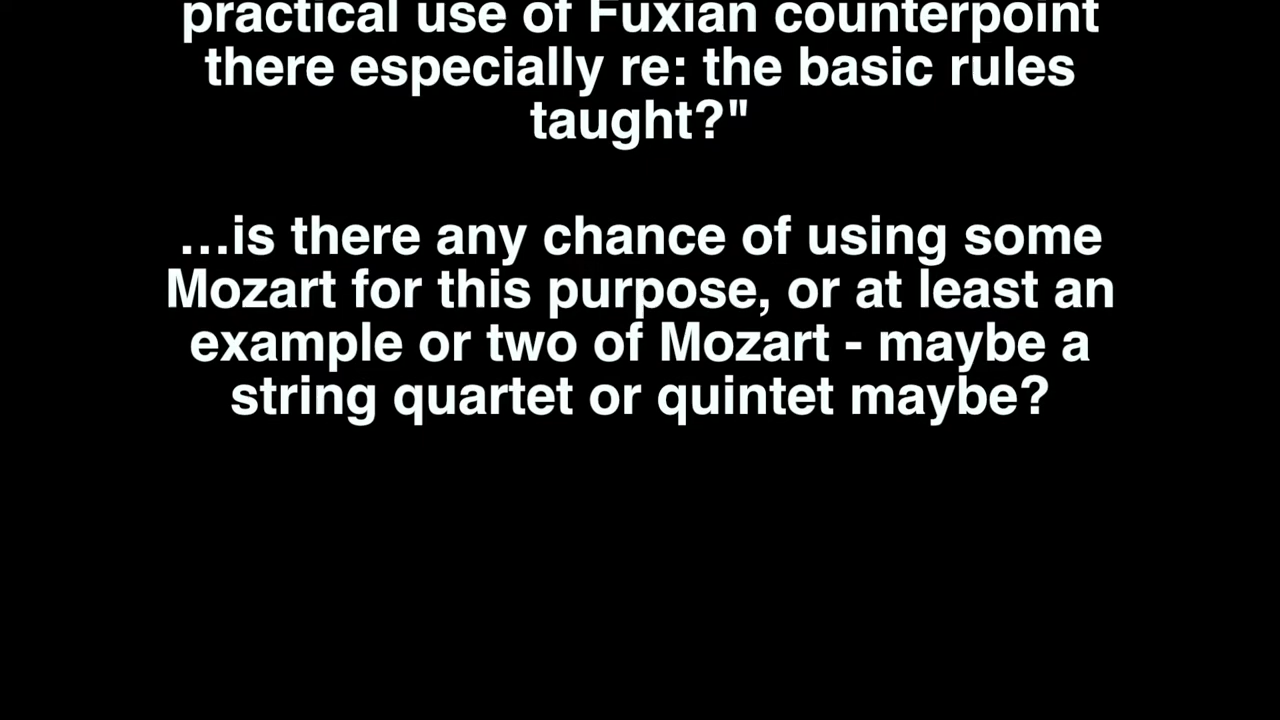 practical use of Fuxian counterpoint
there especially re: the basic rules
taught?"
…is there any chance of using some
Mozart for this purpose, or at least an
example or two of Mozart - maybe a
string quartet or quintet maybe?